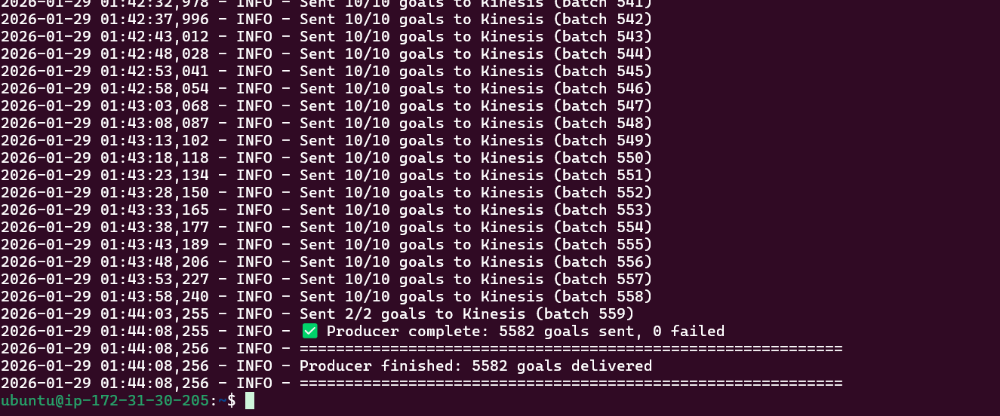 2026-01-29 01:42:32,978 - INFO - Sent 10/10 goals to Kinesis (batch 541)
2026-01-29 01:42:37,996 - INFO - Sent 10/10 goals to Kinesis (batch 542)
2026-01-29 01:42:43,012 - INFO - Sent 10/10 goals to Kinesis (batch 543)
2026-01-29 01:42:48,028 - INFO - Sent 10/10 goals to Kinesis (batch 544)
2026-01-29 01:42:53,041 - INFO - Sent 10/10 goals to Kinesis (batch 545)
2026-01-29 01:42:58,054 - INFO - Sent 10/10 goals to Kinesis (batch 546)
2026-01-29 01:43:03,068 - INFO - Sent 10/10 goals to Kinesis (batch 547)
2026-01-29 01:43:08,087 - INFO - Sent 10/10 goals to Kinesis (batch 548)
2026-01-29 01:43:13,102 - INFO - Sent 10/10 goals to Kinesis (batch 549)
2026-01-29 01:43:18,118 - INFO - Sent 10/10 goals to Kinesis (batch 550)
2026-01-29 01:43:23,134 - INFO - Sent 10/10 goals to Kinesis (batch 551)
2026-01-29 01:43:28,150 - INFO - Sent 10/10 goals to Kinesis (batch 552)
2026-01-29 01:43:33,165 - INFO - Sent 10/10 goals to Kinesis (batch 553)
2026-01-29 01:43:38,177 - INFO - Sent 10/10 goals to Kinesis (batch 554)
2026-01-29 01:43:43,189 - INFO - Sent 10/10 goals to Kinesis (batch 555)
2026-01-29 01:43:48,206 - INFO - Sent 10/10 goals to Kinesis (batch 556)
2026-01-29 01:43:53,227 - INFO - Sent 10/10 goals to Kinesis (batch 557)
2026-01-29 01:43:58,240 - INFO - Sent 10/10 goals to Kinesis (batch 558)
2026-01-29 01:44:03,255 - INFO - Sent 2/2 goals to Kinesis (batch 559)
2026-01-29 01:44:08,255 - INFO - ✅ Producer complete: 5582 goals sent, 0 failed
2026-01-29 01:44:08,256 - INFO - ============================================================
2026-01-29 01:44:08,256 - INFO - Producer finished: 5582 goals delivered
2026-01-29 01:44:08,256 - INFO - ============================================================
ubuntu@ip-172-31-30-205:~$